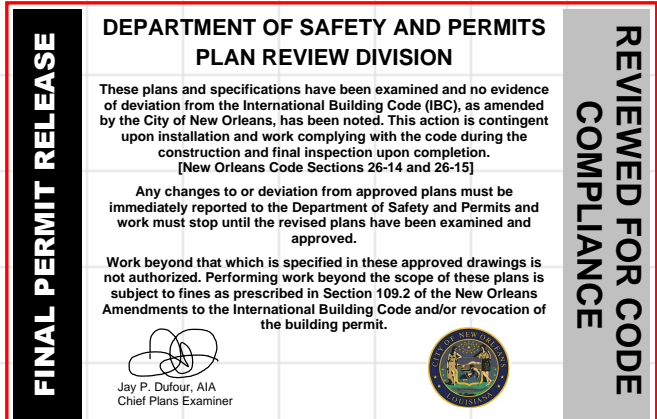 FINAL PERMIT RELEASE
DEPARTMENT OF SAFETY AND PERMITS
PLAN REVIEW DIVISION
These plans and specifications have been examined and no evidence
of deviation from the International Building Code (IBC), as amended
by the City of New Orleans, has been noted. This action is contingent
upon installation and work complying with the code during the
construction and final inspection upon completion.
[New Orleans Code Sections 26-14 and 26-15]
Any changes to or deviation from approved plans must be
immediately reported to the Department of Safety and Permits and
work must stop until the revised plans have been examined and
approved.
Work beyond that which is specified in these approved drawings is
not authorized. Performing work beyond the scope of these plans is
subject to fines as prescribed in Section 109.2 of the New Orleans
Amendments to the International Building Code and/or revocation of
the building permit.
Jay P. Dufour, AIA
Chief Plans Examiner
CITY OF NEW ORLEANS
LOUISIANA
REVIEWED FOR CODE
COMPLIANCE